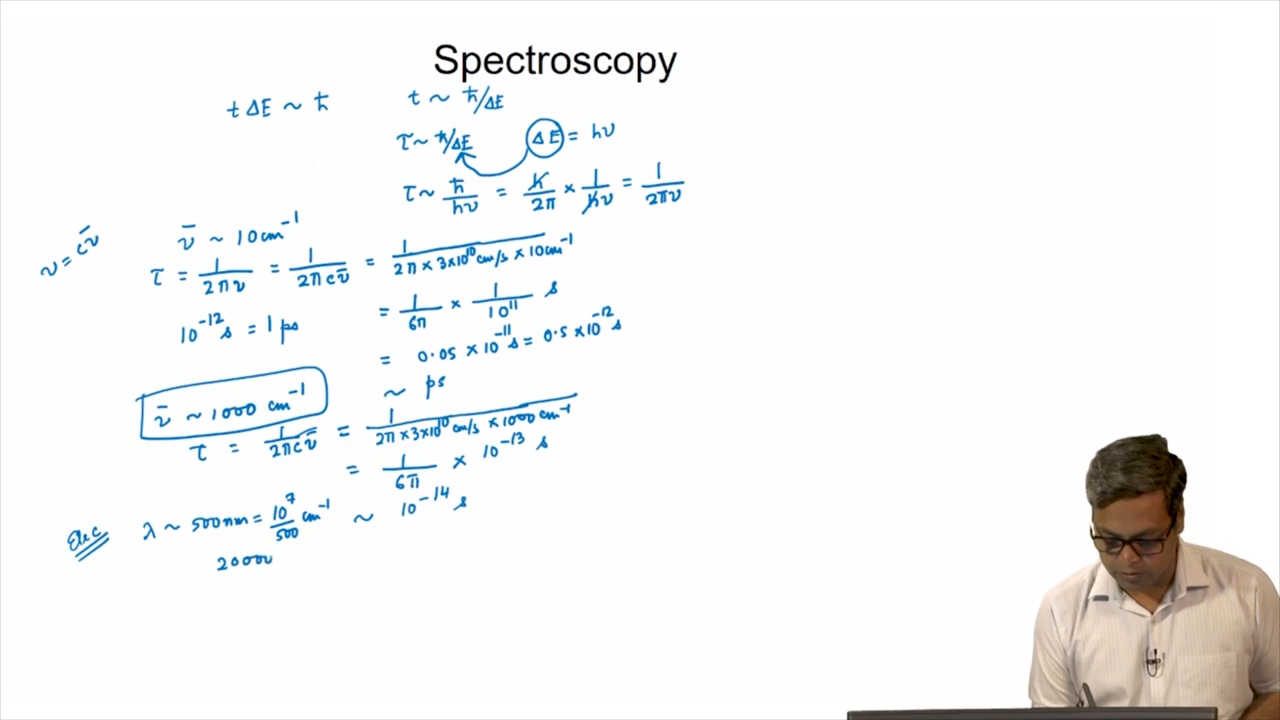 Spectroscopy
t ΔE ~ ħ
t ~ ħ/ΔE
τ ~ ħ/ΔE ΔE = hν
τ ~ ħ/hν = h/2π × 1/hν = 1/2πν
ν = cν̄
ν̄ ~ 10 cm⁻¹
τ = 1/2πν = 1/2πcν̄ = 1/2π × 3×10¹⁰ cm/s × 10 cm⁻¹
= 1/6π × 1/10¹¹ s
10⁻¹² s = 1 ps
= 0.05 × 10⁻¹¹ s = 0.5 × 10⁻¹² s
~ ps
ν̄ ~ 1000 cm⁻¹
τ = 1/2πcν̄ = 1/2π×3×10¹⁰ cm/s × 1000 cm⁻¹
= 1/6π × 10⁻¹³ s
~ 10⁻¹⁴ s
Elec λ ~ 500nm = 10⁷/500 cm⁻¹
20000